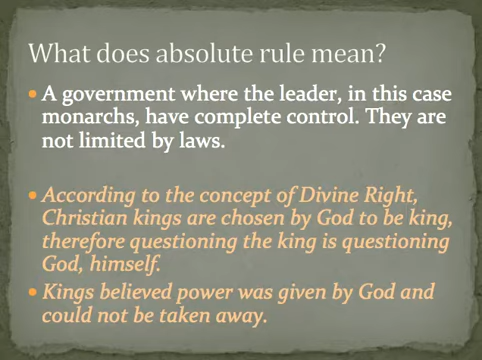 What does absolute rule mean?
• A government where the leader, in this case
monarchs, have complete control. They are
not limited by laws.
• According to the concept of Divine Right,
Christian kings are chosen by God to be king,
therefore questioning the king is questioning
God, himself.
• Kings believed power was given by God and
could not be taken away.